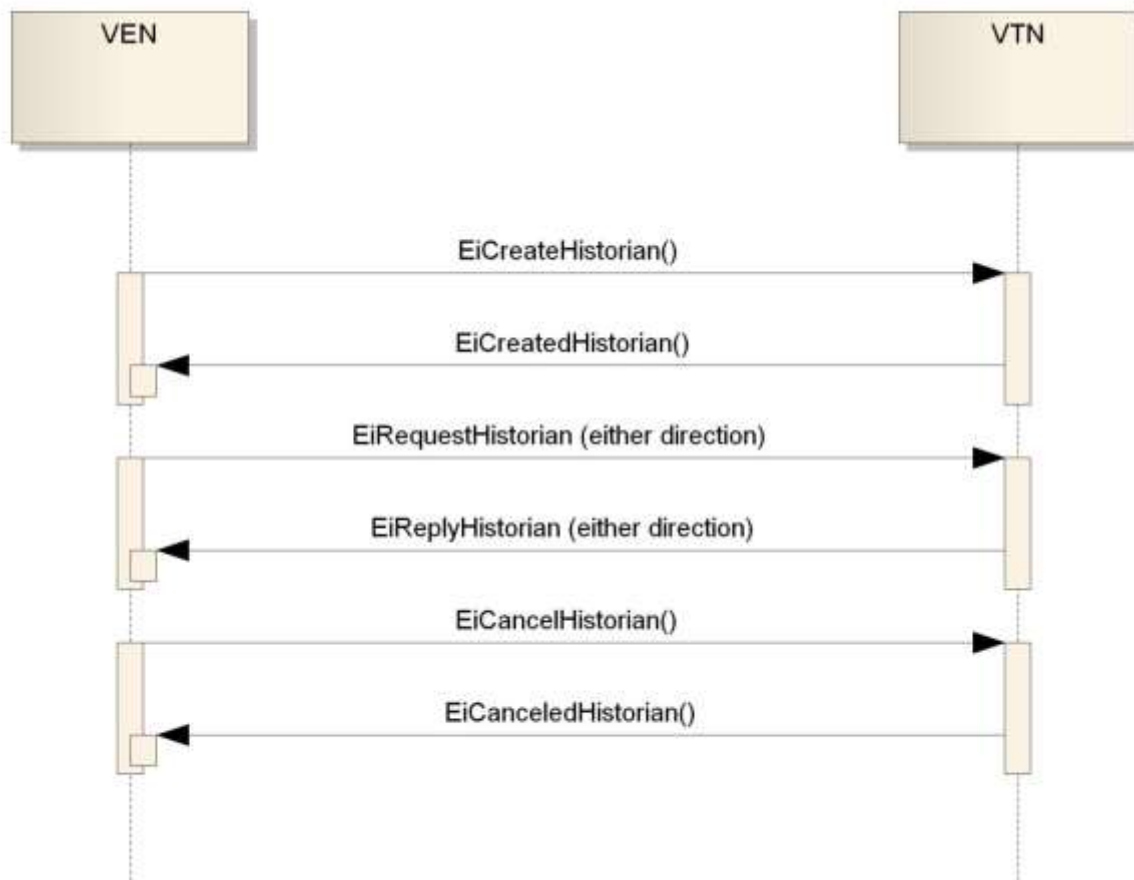 VEN
VTN
EiCreateHistorian()
EiCreatedHistorian()
EiRequestHistorian (either direction)
EiReplyHistorian (either direction)
EiCancelHistorian()
EiCanceledHistorian()